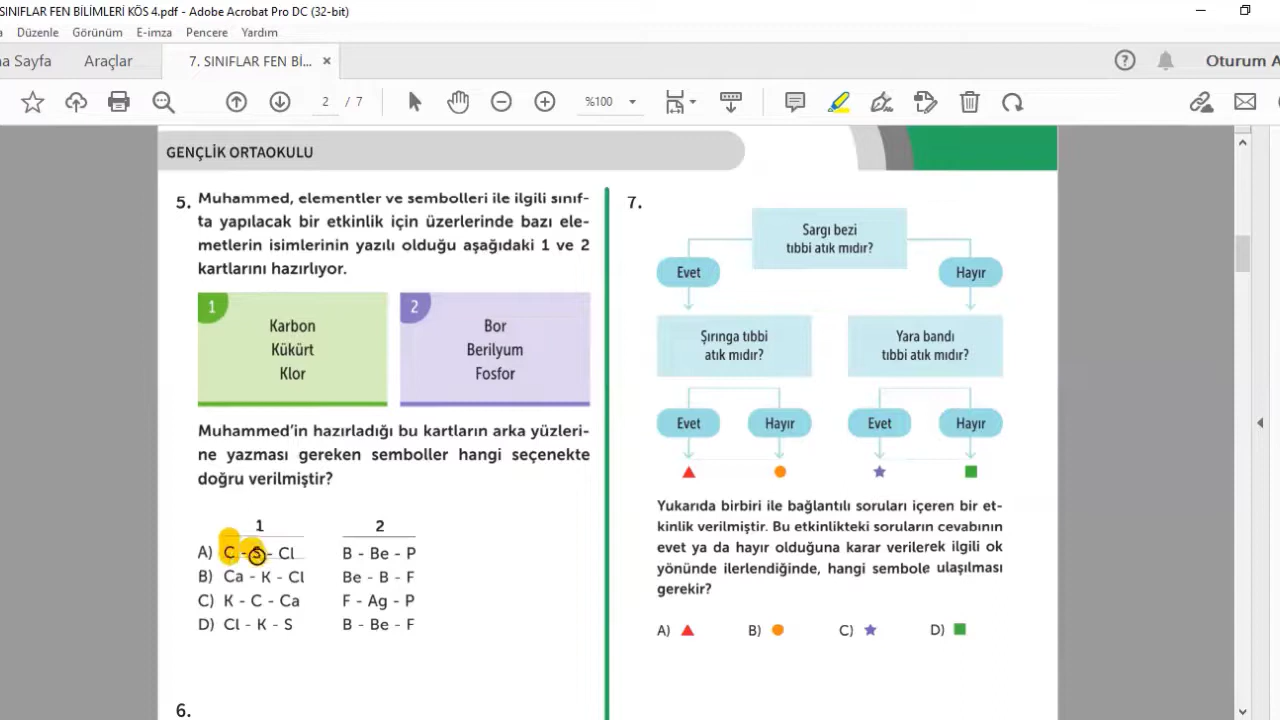 SINIFLAR FEN BİLİMLERİ KÖS 4.pdf - Adobe Acrobat Pro DC (32-bit)
Düzenle Görünüm E-imza Pencere Yardım
a Sayfa Araçlar 7. SINIFLAR FEN Bİ... × Oturum A
2 / 7 %100
GENÇLİK ORTAOKULU
5. Muhammed, elementler ve sembolleri ile ilgili sınıf-
ta yapılacak bir etkinlik için üzerlerinde bazı ele-
metlerin isimlerinin yazılı olduğu aşağıdaki 1 ve 2
kartlarını hazırlıyor.
1
Karbon
Kükürt
Klor
2
Bor
Berilyum
Fosfor
Muhammed'in hazırladığı bu kartların arka yüzleri-
ne yazması gereken semboller hangi seçenekte
doğru verilmiştir?
1 2
A) C - S - Cl B - Be - P
B) Ca - K - Cl Be - B - F
C) K - C - Ca F - Ag - P
D) Cl - K - S B - Be - F
6.
7.
Sargı bezi
tıbbi atık mıdır?
Evet Hayır
Şırınga tıbbi
atık mıdır?
Yara bandı
tıbbi atık mıdır?
Evet Hayır Evet Hayır
Yukarıda birbiri ile bağlantılı soruları içeren bir et-
kinlik verilmiştir. Bu etkinlikteki soruların cevabının
evet ya da hayır olduğuna karar verilerek ilgili ok
yönünde ilerlendiğinde, hangi sembole ulaşılması
gerekir?
A) B) C) D)